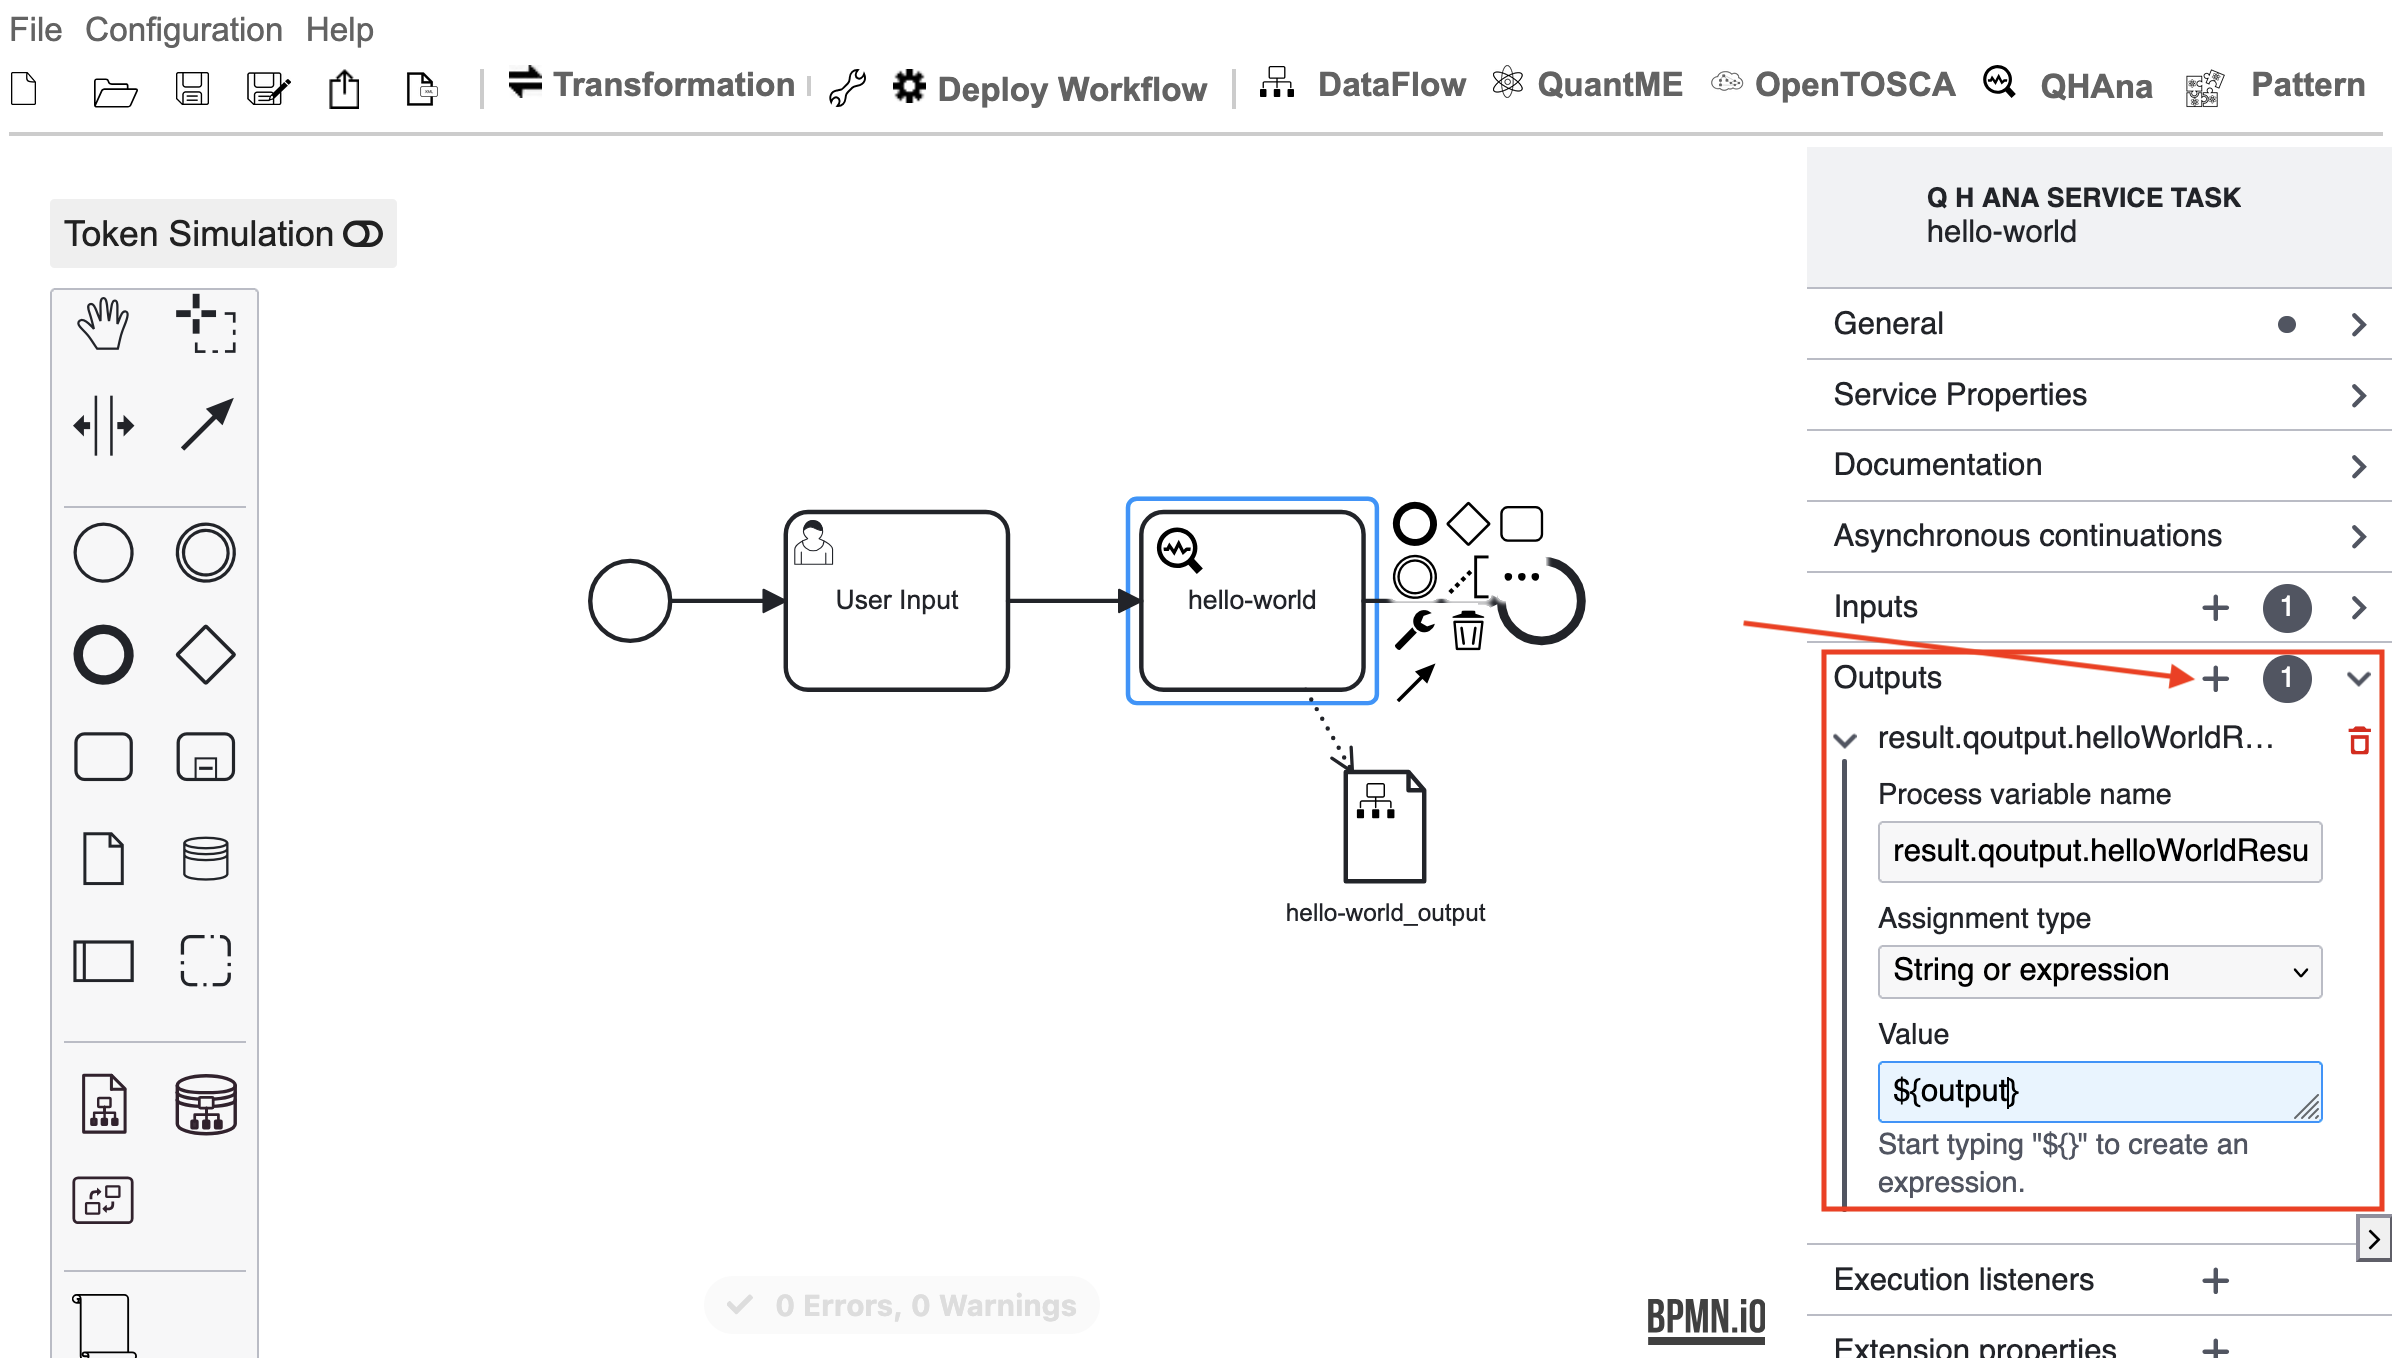 File Configuration Help
Transformation Deploy Workflow DataFlow QuantME OpenTOSCA QHAna Pattern
Token Simulation
User Input
hello-world
hello-world_output
0 Errors, 0 Warnings
BPMN.iO
Q H ANA SERVICE TASK
hello-world
General
Service Properties
Documentation
Asynchronous continuations
Inputs 1
Outputs 1
result.qoutput.helloWorldR...
Process variable name
result.qoutput.helloWorldResu
Assignment type
String or expression
Value
${output}
Start typing "${}" to create an
expression.
Execution listeners
Extension properties